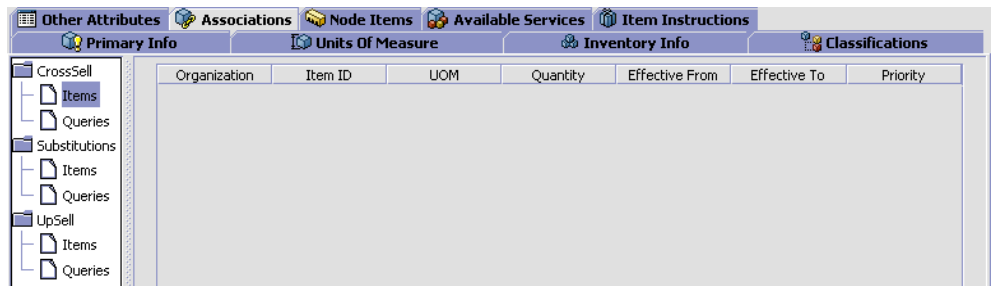 Other Attributes Associations Node Items Available Services Item Instructions
Primary Info Units Of Measure Inventory Info Classifications
CrossSell
Items
Queries
Substitutions
Items
Queries
UpSell
Items
Queries
Organization Item ID UOM Quantity Effective From Effective To Priority